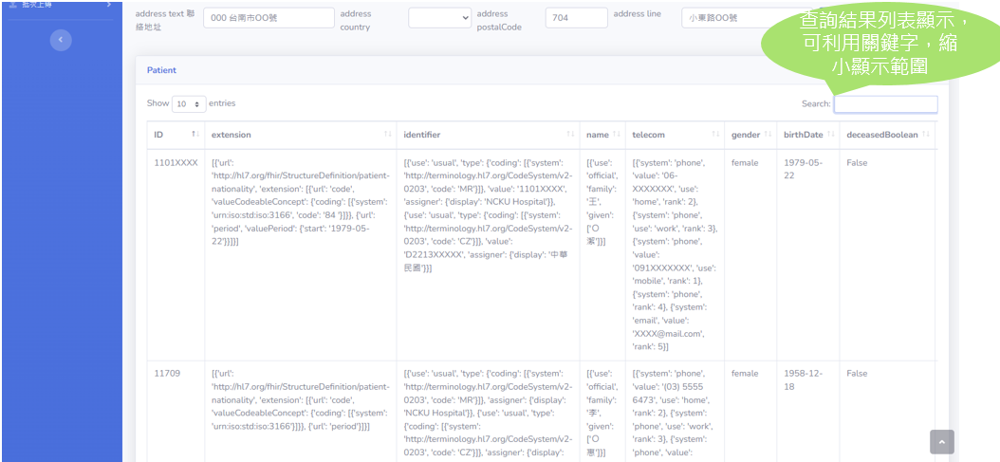 批次上傳
address text 聯
絡地址
000 台南市OO號
address
country
address
postalCode
704
address line
小東路OO號
查詢結果列表顯示，
可利用關鍵字，縮
小顯示範圍
Patient
Show 10 entries
Search:
ID extension identifier name telecom gender birthDate deceasedBoolean
1101XXXX
[{'url':
'http://hl7.org/fhir/StructureDefinition/patient-
nationality', 'extension': [{'url': 'code',
'valueCodeableConcept': {'coding': [{'system':
'urn:iso:std:iso:3166', 'code': '84 '}]}}, {'url':
'period', 'valuePeriod': {'start': '1979-05-
22'}}]}]
[{'use': 'usual', 'type': {'coding': [{'system':
'http://terminology.hl7.org/CodeSystem/v2-
0203', 'code': 'MR'}]}, 'value': '1101XXXX',
'assigner': {'display': 'NCKU Hospital'}},
{'use': 'usual', 'type': {'coding': [{'system':
'http://terminology.hl7.org/CodeSystem/v2-
0203', 'code': 'CZ'}]}, 'value':
'D2213XXXXX', 'assigner': {'display': '中華
民國'}}]
[{'use':
'official',
'family':
'王',
'given':
['O
潔']}]
[{'system': 'phone',
'value': '06-
XXXXXXX', 'use':
'home', 'rank': 2},
{'system': 'phone',
'use': 'work', 'rank': 3},
{'system': 'phone',
'value':
'091XXXXXXX', 'use':
'mobile', 'rank': 1},
{'system': 'phone',
'rank': 4}, {'system':
'email', 'value':
'XXXX@mail.com',
'rank': 5}]
female
1979-05-
22
False
11709
[{'url':
'http://hl7.org/fhir/StructureDefinition/patient-
nationality', 'extension': [{'url': 'code',
'valueCodeableConcept': {'coding': [{'system':
'urn:iso:std:iso:3166'}]}}, {'url': 'period'}]}]
[{'use': 'usual', 'type': {'coding': [{'system':
'http://terminology.hl7.org/CodeSystem/v2-
0203', 'code': 'MR'}]}, 'assigner': {'display':
'NCKU Hospital'}}, {'use': 'usual', 'type':
{'coding': [{'system':
'http://terminology.hl7.org/CodeSystem/v2-
0203', 'code': 'CZ'}]}, 'assigner': {'display':
[{'use':
'official',
'family':
'李',
'given':
['O
惠']}]
[{'system': 'phone',
'value': '(03) 5555
6473', 'use': 'home',
'rank': 2}, {'system':
'phone', 'use': 'work',
'rank': 3}, {'system':
'phone', 'value':
female
1958-12-
18
False